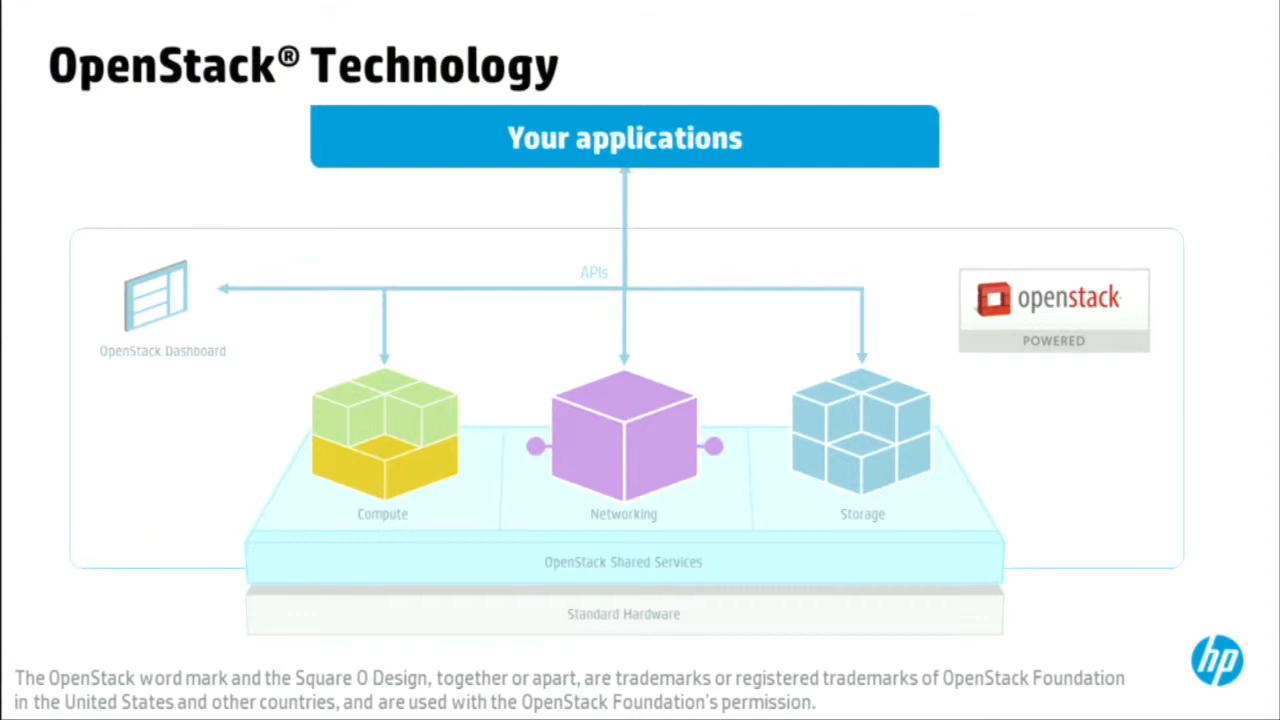 OpenStack® Technology
Your applications
APIs
openstack
POWERED
OpenStack Dashboard
Compute
Networking
Storage
OpenStack Shared Services
Standard Hardware
hp
The OpenStack word mark and the Square O Design, together or apart, are trademarks or registered trademarks of OpenStack Foundation
in the United States and other countries, and are used with the OpenStack Foundation's permission.